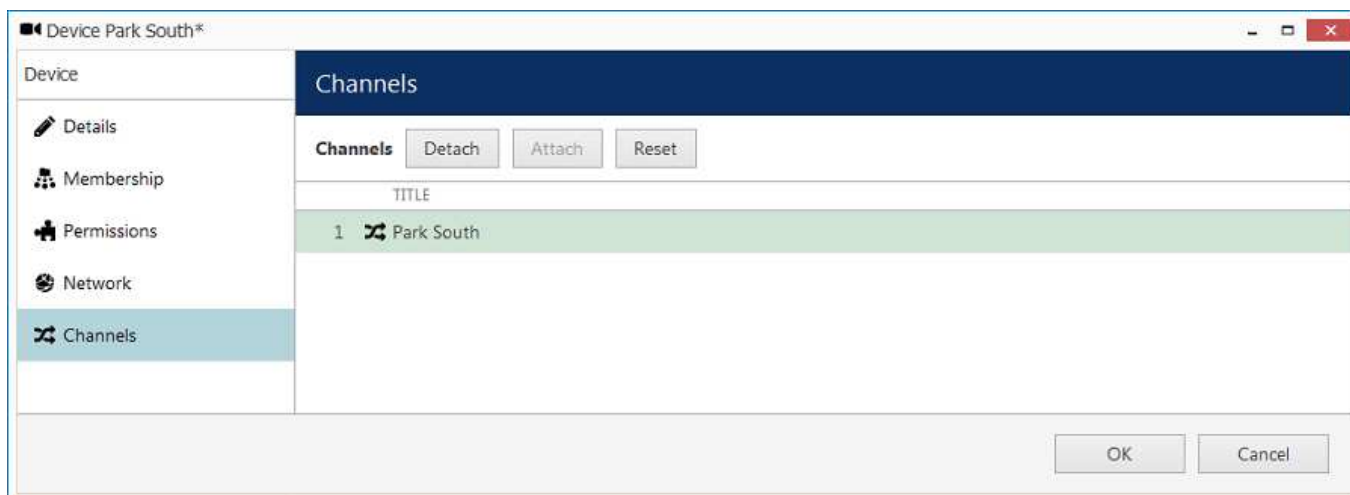 Device Park South*
Device
Details
Membership
Permissions
Network
Channels
Channels
Channels Detach Attach Reset
TITLE
1 Park South
OK Cancel